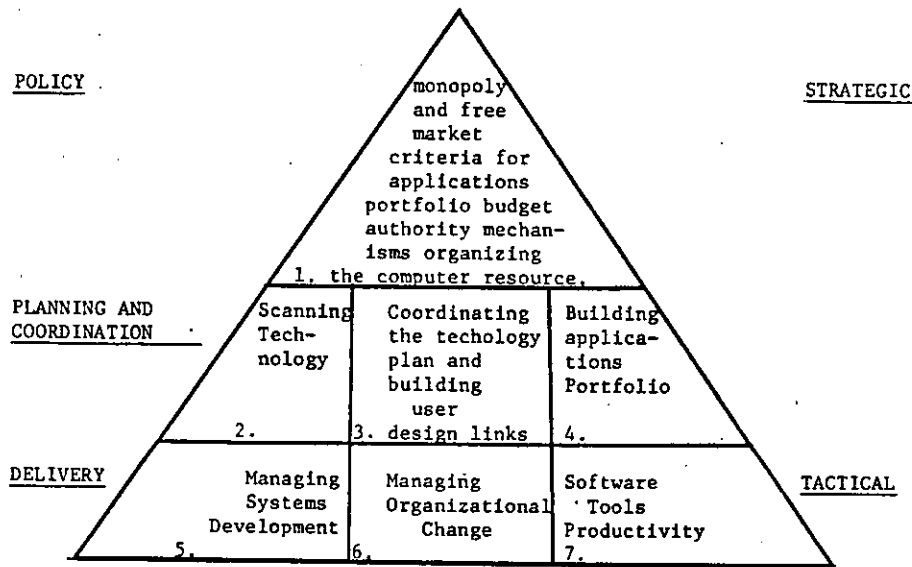 POLICY
STRATEGIC
monopoly
and free
market
criteria for
applications
portfolio budget
authority mechan-
isms organizing
1. the computer resource.
PLANNING AND
COORDINATION
Scanning
Tech-
nology
2.
Coordinating
the techology
plan and
building
user
3. design links
Building
applica-
tions
Portfolio
4.
DELIVERY
TACTICAL
Managing
Systems
Development
5.
Managing
Organizational
Change
6.
Software
Tools
Productivity
7.